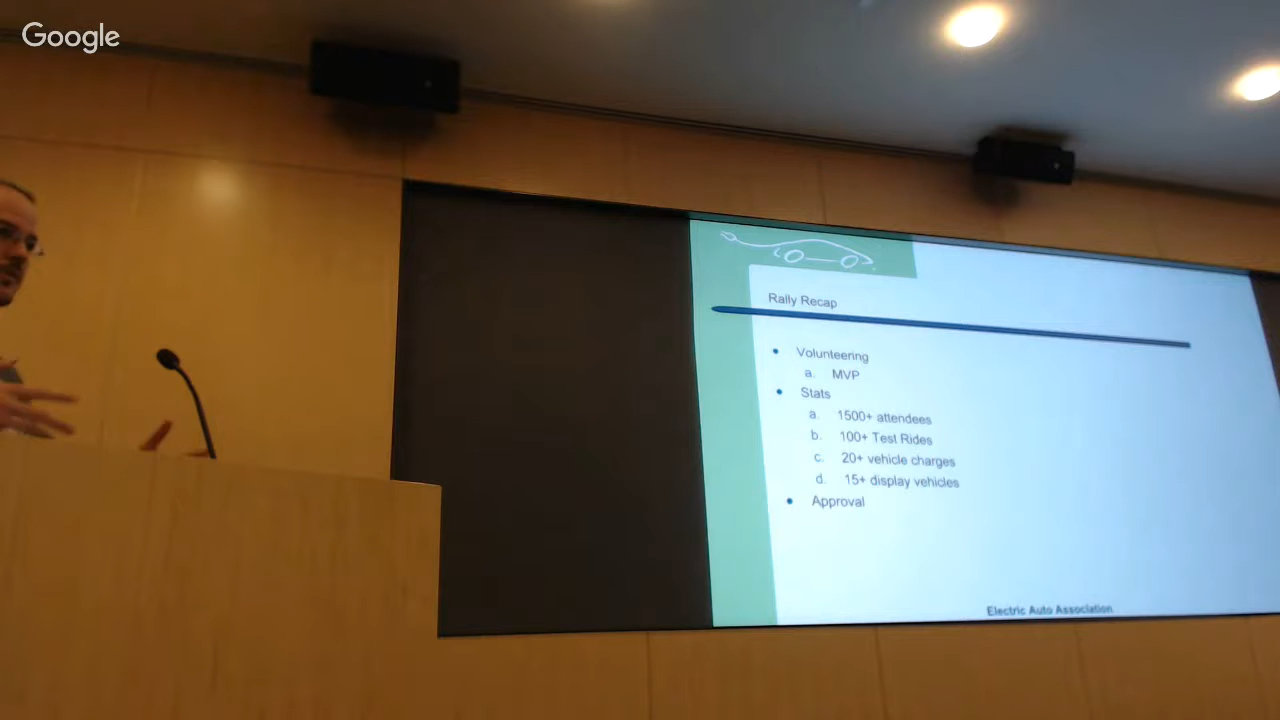 Google
Rally Recap
• Volunteering
a. MVP
• Stats
a. 1500+ attendees
b. 100+ Test Rides
c. 20+ vehicle charges
d. 15+ display vehicles
• Approval
Electric Auto Association